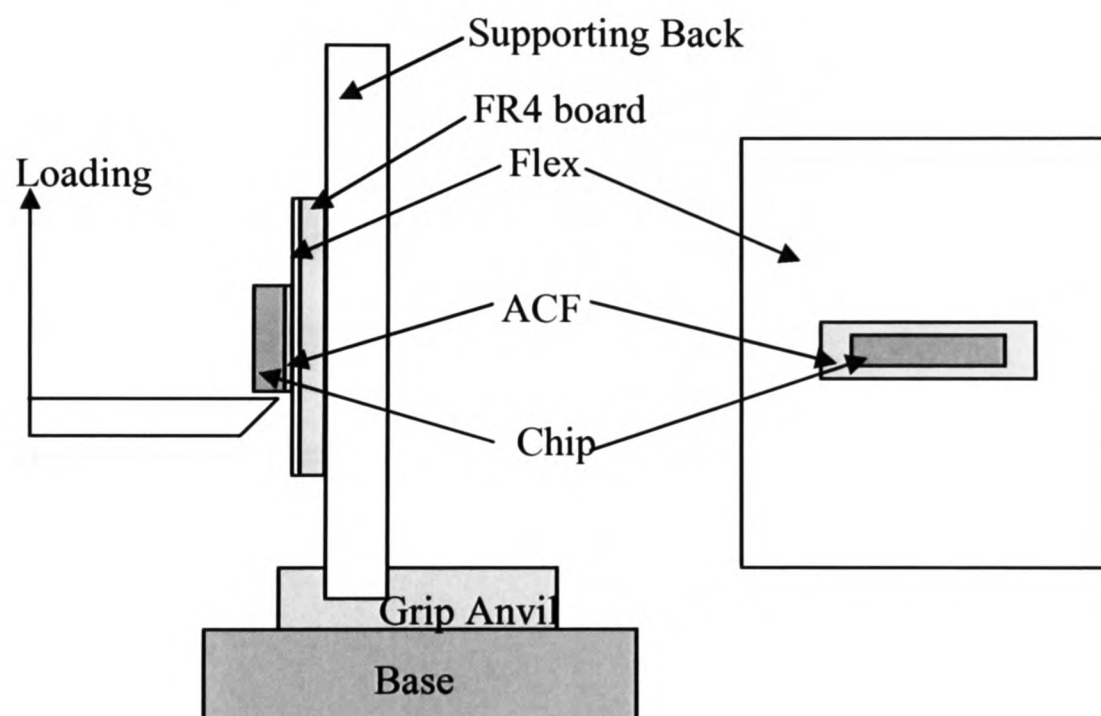 Supporting Back
FR4 board
Loading
Flex
ACF
Chip
Grip Anvil
Base